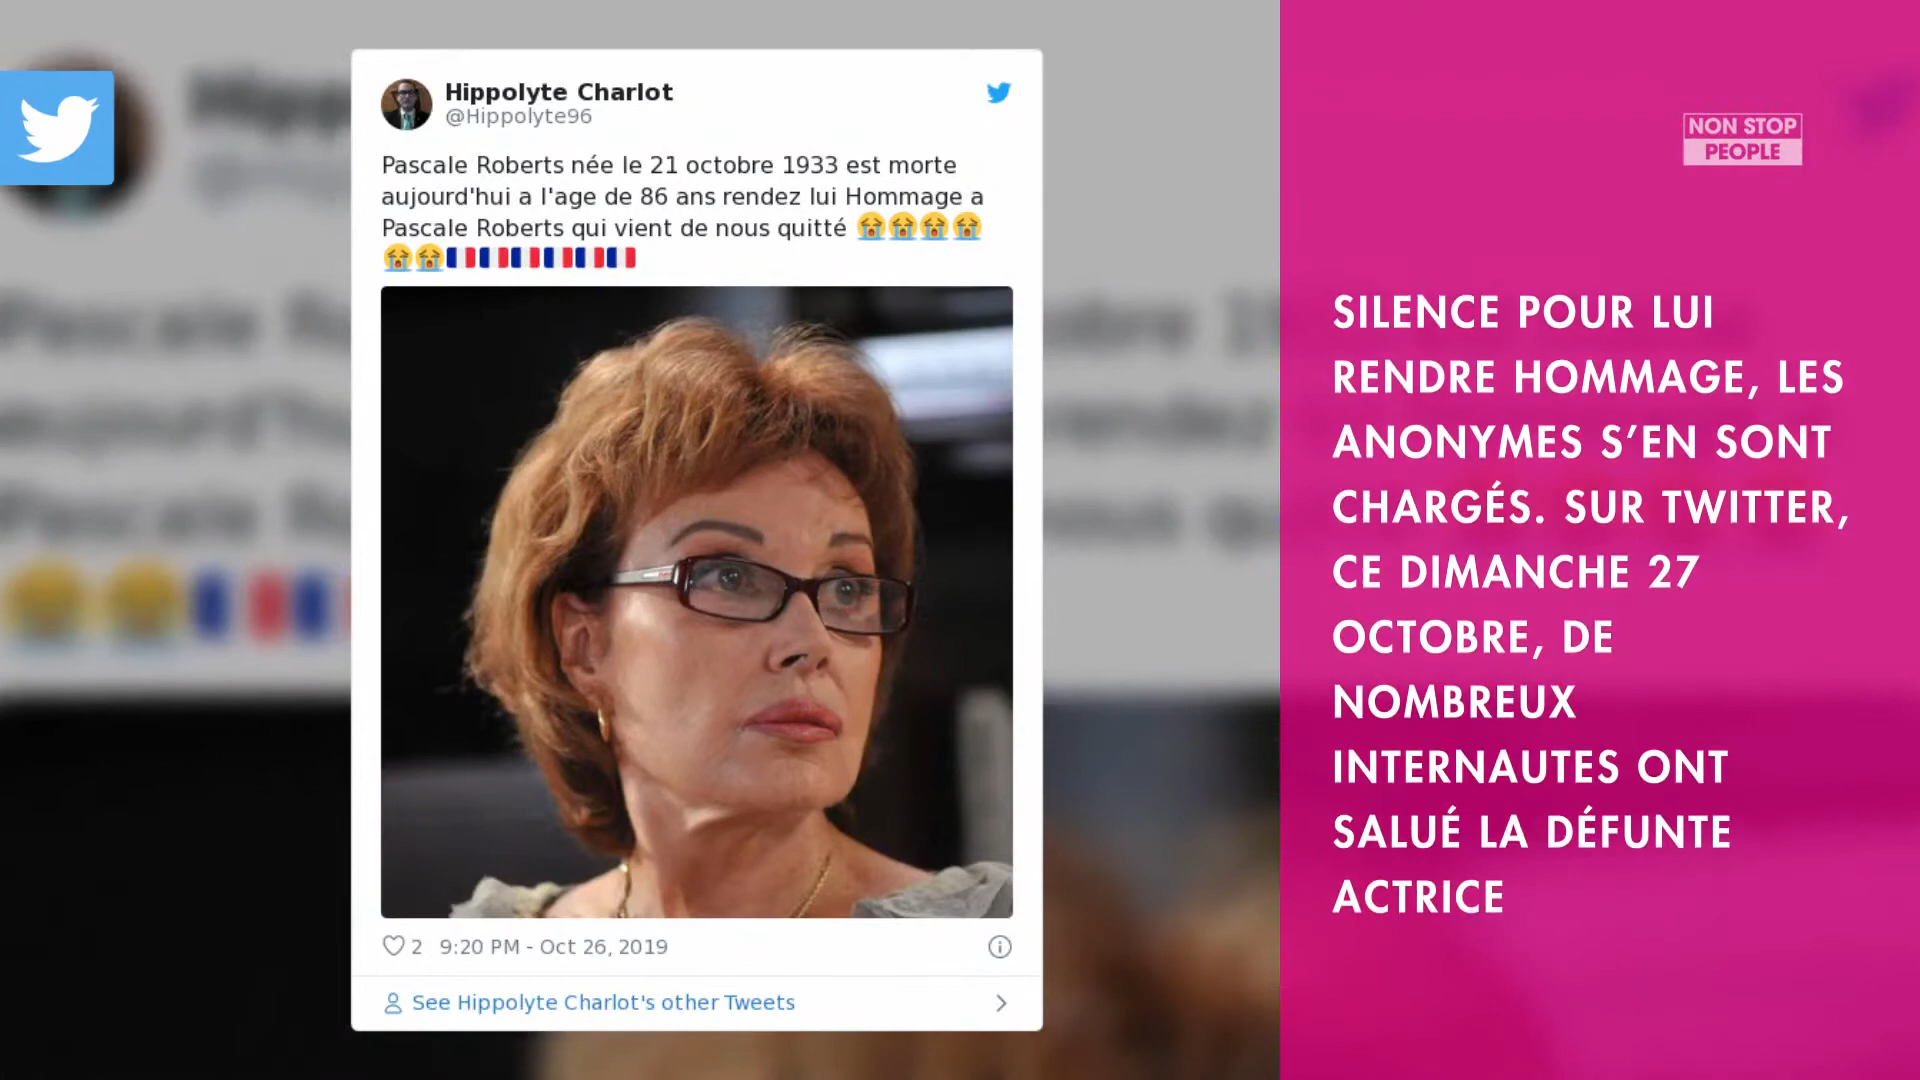 Hippolyte Charlot
@Hippolyte96
Pascale Roberts née le 21 octobre 1933 est morte
aujourd'hui a l'age de 86 ans rendez lui Hommage a
Pascale Roberts qui vient de nous quitté 😭😭😭😭
😭😭🇫🇷🇫🇷🇫🇷🇫🇷🇫🇷🇫🇷
2 9:20 PM - Oct 26, 2019
See Hippolyte Charlot's other Tweets
NON STOP
PEOPLE
SILENCE POUR LUI
RENDRE HOMMAGE, LES
ANONYMES S’EN SONT
CHARGÉS. SUR TWITTER,
CE DIMANCHE 27
OCTOBRE, DE
NOMBREUX
INTERNAUTES ONT
SALUÉ LA DÉFUNTE
ACTRICE